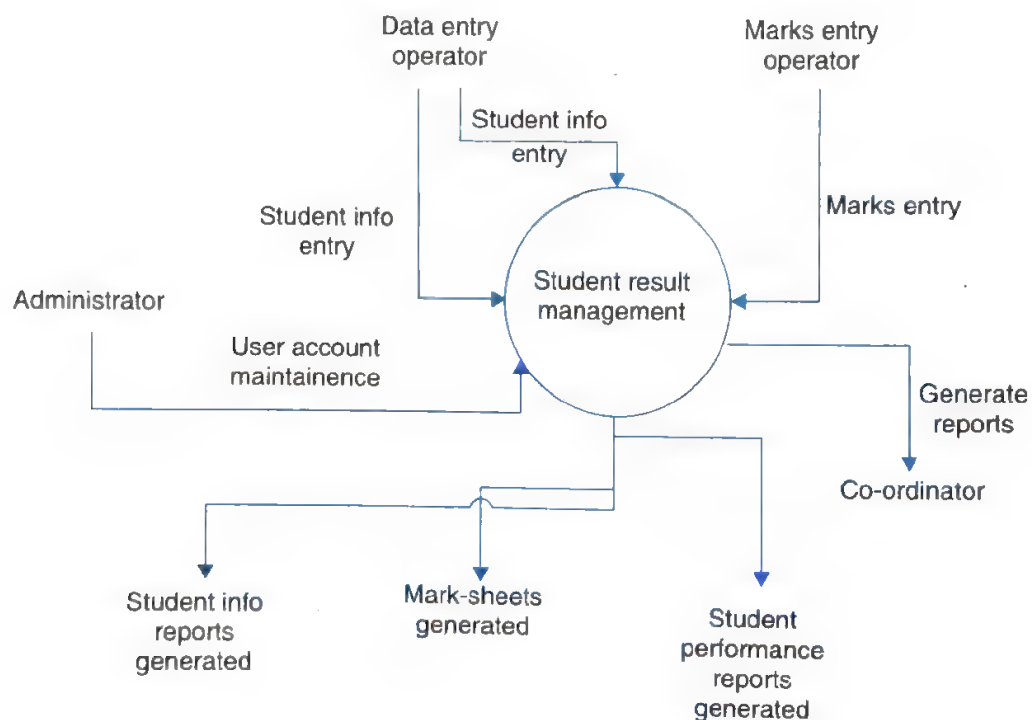 Data entry
operator
Marks entry
operator
Student info
entry
Student info
entry
Marks entry
Student result
management
Administrator
User account
maintainence
Generate
reports
Co-ordinator
Student info
reports
generated
Mark-sheets
generated
Student
performance
reports
generated